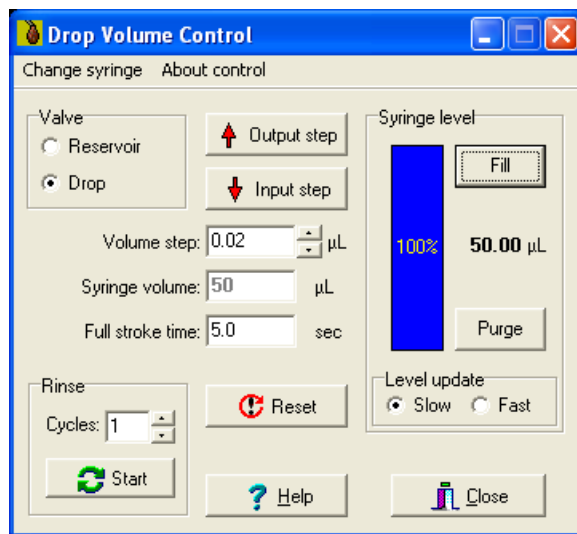 Drop Volume Control
Change syringe About control
Valve
Reservoir
Drop
Output step
Input step
Syringe level
Fill
100%
50.00 µL
Purge
Volume step: 0.02 µL
Syringe volume: 50 µL
Full stroke time: 5.0 sec
Level update
Slow Fast
Rinse
Cycles: 1
Start
Reset
Help
Close